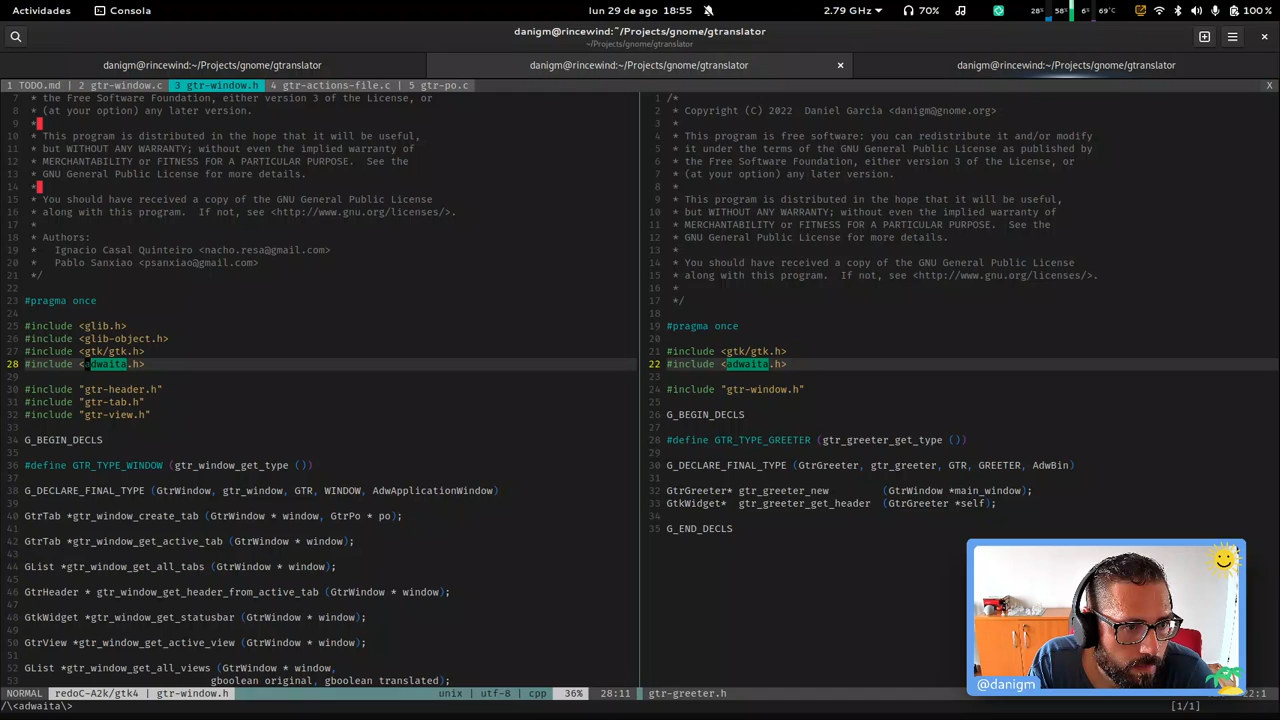 Actividades
Consola
lun 29 de ago 18:55
2.79 GHz
70%
28%
58%
6%
69°C
100 %
danigm@rincewind:~/Projects/gnome/gtranslator
~/Projects/gnome/gtranslator
danigm@rincewind:~/Projects/gnome/gtranslator
danigm@rincewind:~/Projects/gnome/gtranslator
danigm@rincewind:~/Projects/gnome/gtranslator
1 TODO.md 2 gtr-window.c 3 gtr-window.h 4 gtr-actions-file.c 5 gtr-po.c X
7 * the Free Software Foundation, either version 3 of the License, or
8 * (at your option) any later version.
9 *
10 * This program is distributed in the hope that it will be useful,
11 * but WITHOUT ANY WARRANTY; without even the implied warranty of
12 * MERCHANTABILITY or FITNESS FOR A PARTICULAR PURPOSE.  See the
13 * GNU General Public License for more details.
14 *
15 * You should have received a copy of the GNU General Public License
16 * along with this program.  If not, see <http://www.gnu.org/licenses/>.
17 *
18 * Authors:
19 *   Ignacio Casal Quinteiro <nacho.resa@gmail.com>
20 *   Pablo Sanxiao <psanxiao@gmail.com>
21 */
22
23 #pragma once
24
25 #include <glib.h>
26 #include <glib-object.h>
27 #include <gtk/gtk.h>
28 #include <adwaita.h>
29
30 #include "gtr-header.h"
31 #include "gtr-tab.h"
32 #include "gtr-view.h"
33
34 G_BEGIN_DECLS
35
36 #define GTR_TYPE_WINDOW (gtr_window_get_type ())
37
38 G_DECLARE_FINAL_TYPE (GtrWindow, gtr_window, GTR, WINDOW, AdwApplicationWindow)
39
40 GtrTab *gtr_window_create_tab (GtrWindow * window, GtrPo * po);
41
42 GtrTab *gtr_window_get_active_tab (GtrWindow * window);
43
44 GList *gtr_window_get_all_tabs (GtrWindow * window);
45
46 GtrHeader * gtr_window_get_header_from_active_tab (GtrWindow * window);
47
48 GtkWidget *gtr_window_get_statusbar (GtrWindow * window);
49
50 GtrView *gtr_window_get_active_view (GtrWindow * window);
51
52 GList *gtr_window_get_all_views (GtrWindow * window,
53 gboolean original, gboolean translated);
NORMAL redoC-A2k/gtk4 | gtr-window.h unix | utf-8 | cpp 36% 28:11
/\<adwaita\>
1 /*
2 * Copyright (C) 2022  Daniel Garcia <danigm@gnome.org>
3 *
4 * This program is free software: you can redistribute it and/or modify
5 * it under the terms of the GNU General Public License as published by
6 * the Free Software Foundation, either version 3 of the License, or
7 * (at your option) any later version.
8 *
9 * This program is distributed in the hope that it will be useful,
10 * but WITHOUT ANY WARRANTY; without even the implied warranty of
11 * MERCHANTABILITY or FITNESS FOR A PARTICULAR PURPOSE.  See the
12 * GNU General Public License for more details.
13 *
14 * You should have received a copy of the GNU General Public License
15 * along with this program.  If not, see <http://www.gnu.org/licenses/>.
16 *
17 */
18
19 #pragma once
20
21 #include <gtk/gtk.h>
22 #include <adwaita.h>
23
24 #include "gtr-window.h"
25
26 G_BEGIN_DECLS
27
28 #define GTR_TYPE_GREETER (gtr_greeter_get_type ())
29
30 G_DECLARE_FINAL_TYPE (GtrGreeter, gtr_greeter, GTR, GREETER, AdwBin)
31
32 GtrGreeter* gtr_greeter_new (GtrWindow *main_window);
33 GtkWidget* gtr_greeter_get_header (GtrGreeter *self);
34
35 G_END_DECLS
gtr-greeter.h
[1/1]
@danigm